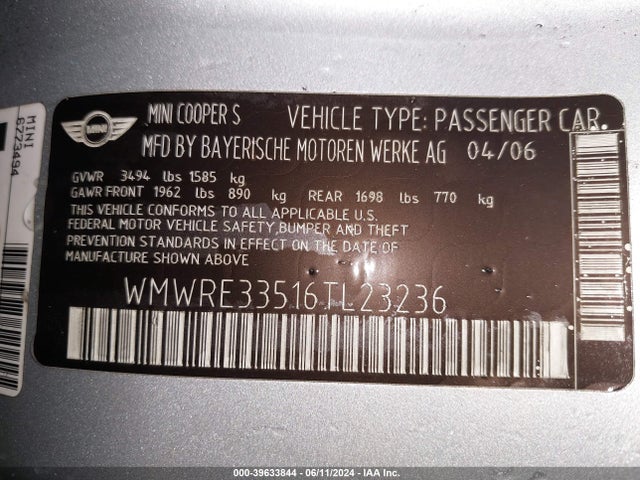 MINI COOPER S VEHICLE TYPE: PASSENGER CAR.
MFD BY BAYERISCHE MOTOREN WERKE AG 04/06
GVWR 3494 lbs 1585 kg
GAWR FRONT 1962 lbs 890 kg REAR 1698 lbs 770 kg
THIS VEHICLE CONFORMS TO ALL APPLICABLE U.S.
FEDERAL MOTOR VEHICLE SAFETY,BUMPER AND THEFT
PREVENTION STANDARDS IN EFFECT ON THE DATE OF
MANUFACTURE SHOWN ABOVE
WMWRE33516TL23236
MINI
MINI
6773494
000-39633844 - 06/11/2024 - IAA Inc.